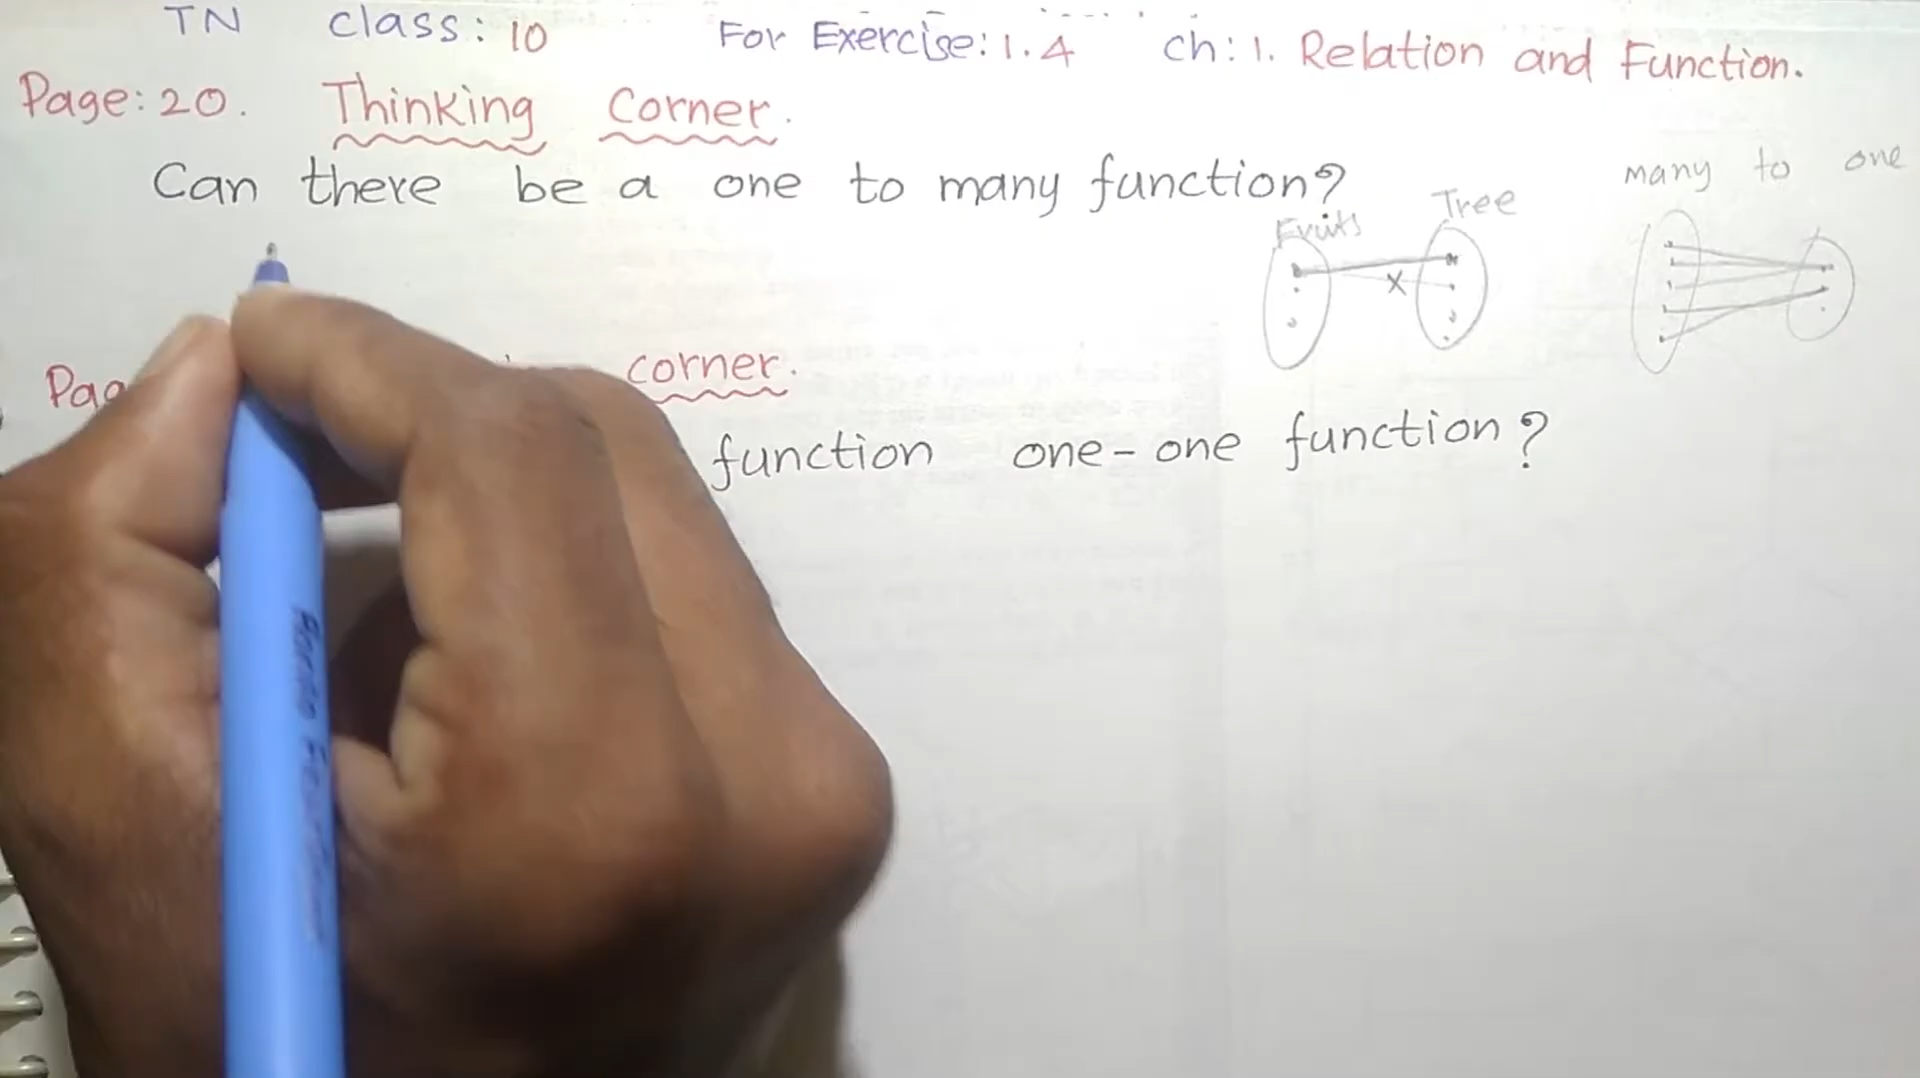 TN class: 10 For Exercise: 1.4 ch: 1. Relation and Function.
Page: 20. Thinking Corner.
Can there be a one to many function?
Fruits Tree
many to one
corner.
function one-one function?